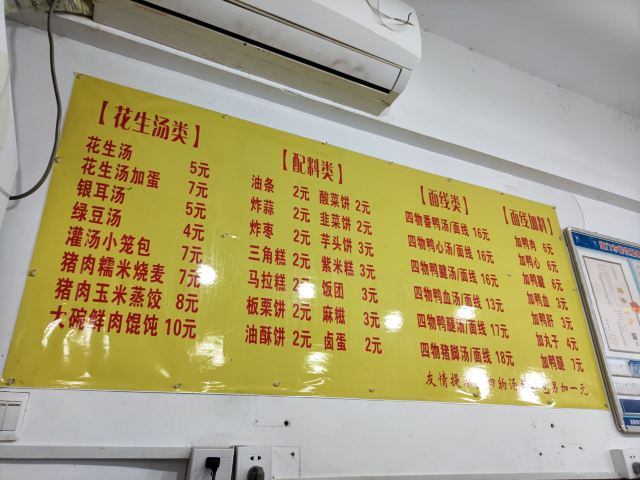 【花生汤类】
花生汤 5元
花生汤加蛋 7元
银耳汤 5元
绿豆汤 4元
灌汤小笼包 7元
猪肉糯米烧麦 7元
猪肉玉米蒸饺 8元
大碗鲜肉馄饨 10元
【配料类】
油条 2元 酸菜饼 2元
炸蒜 2元 韭菜饼 2元
炸枣 2元 芋头饼 3元
三角糕 2元 紫米糕 3元
马拉糕 2元 饭团 3元
板栗饼 2元 麻糍 3元
油酥饼 2元 卤蛋 2元
【面线类】
四物番鸭汤/面线 16元
四物鸭心汤/面线 16元
四物鸭腱汤/面线 16元
四物鸭血汤/面线 13元
四物鸭腿汤/面线 17元
四物猪脚汤/面线 18元
【面线加料】
加鸭肉 6元
加鸭心 6元
加鸭腱 6元
加鸭血 3元
加鸭肝 3元
加丸子 4元
加鸭腿 7元
友情提 四物汤 另加一元